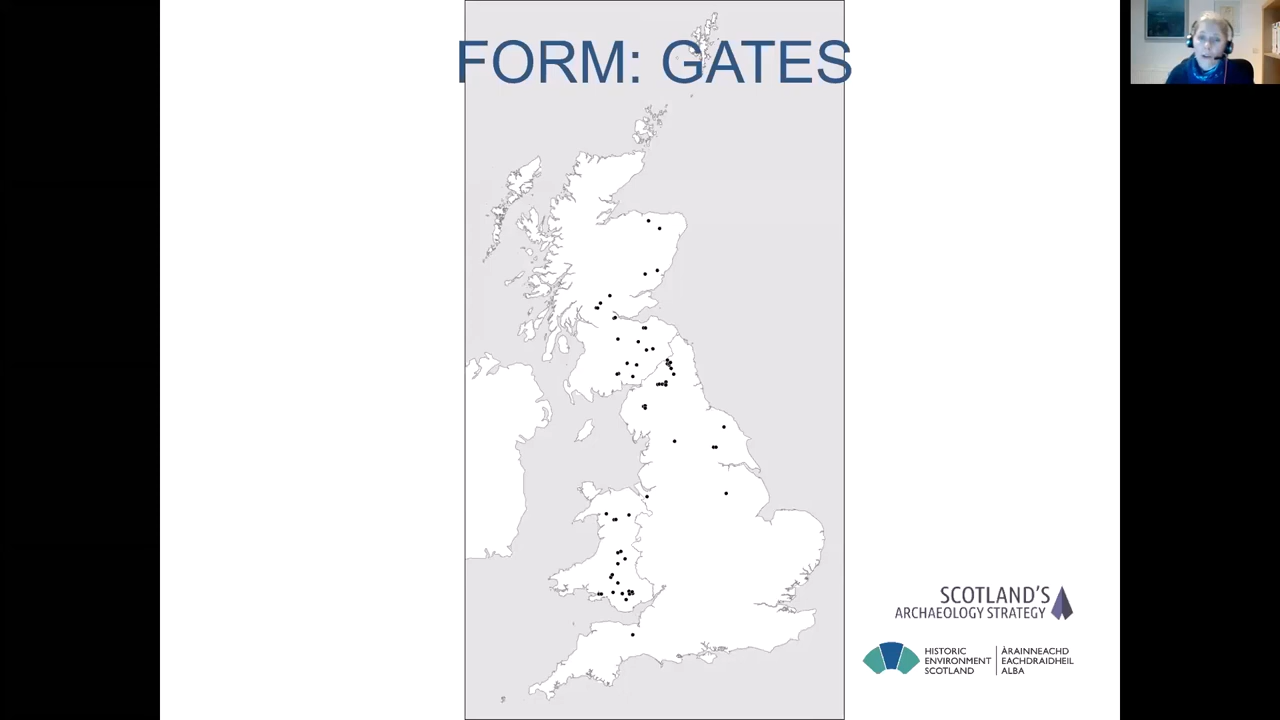 FORM: GATES
SCOTLAND'S
ARCHAEOLOGY STRATEGY
HISTORIC
ENVIRONMENT
SCOTLAND
ÀRAINNEACHD
EACHDRAIDHEIL
ALBA